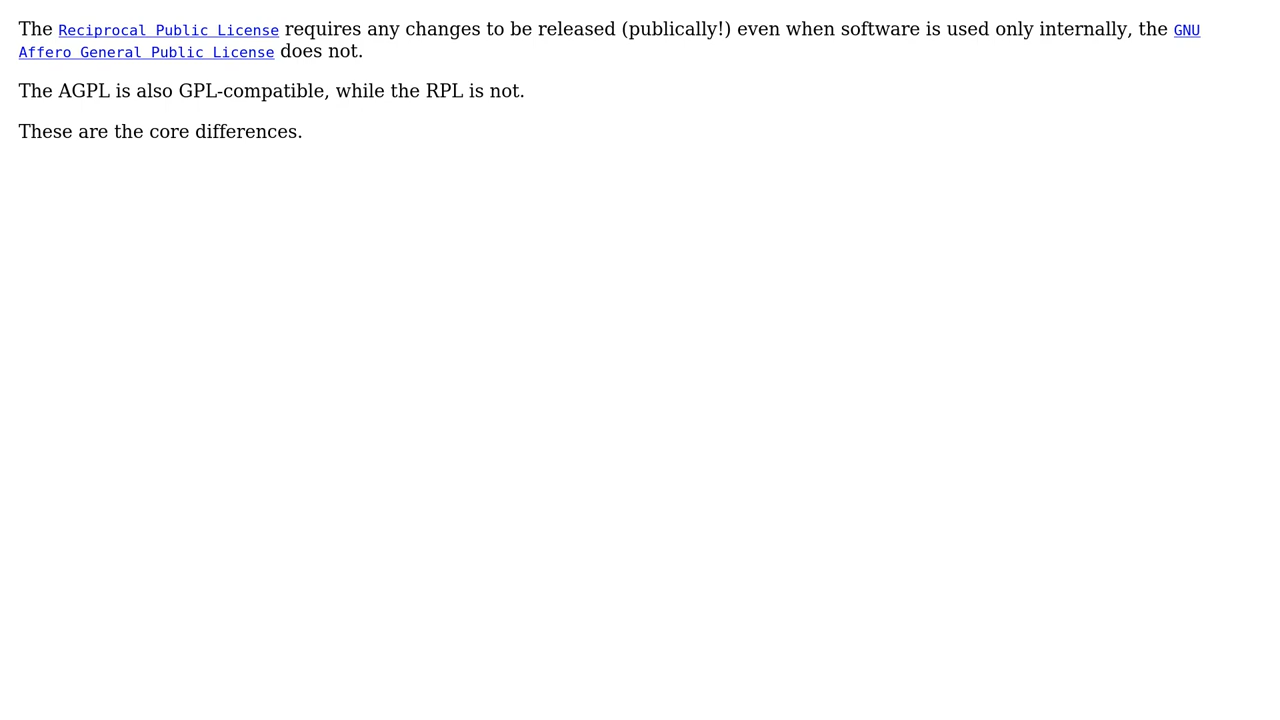 The Reciprocal Public License requires any changes to be released (publically!) even when software is used only internally, the GNU
Affero General Public License does not.
The AGPL is also GPL-compatible, while the RPL is not.
These are the core differences.